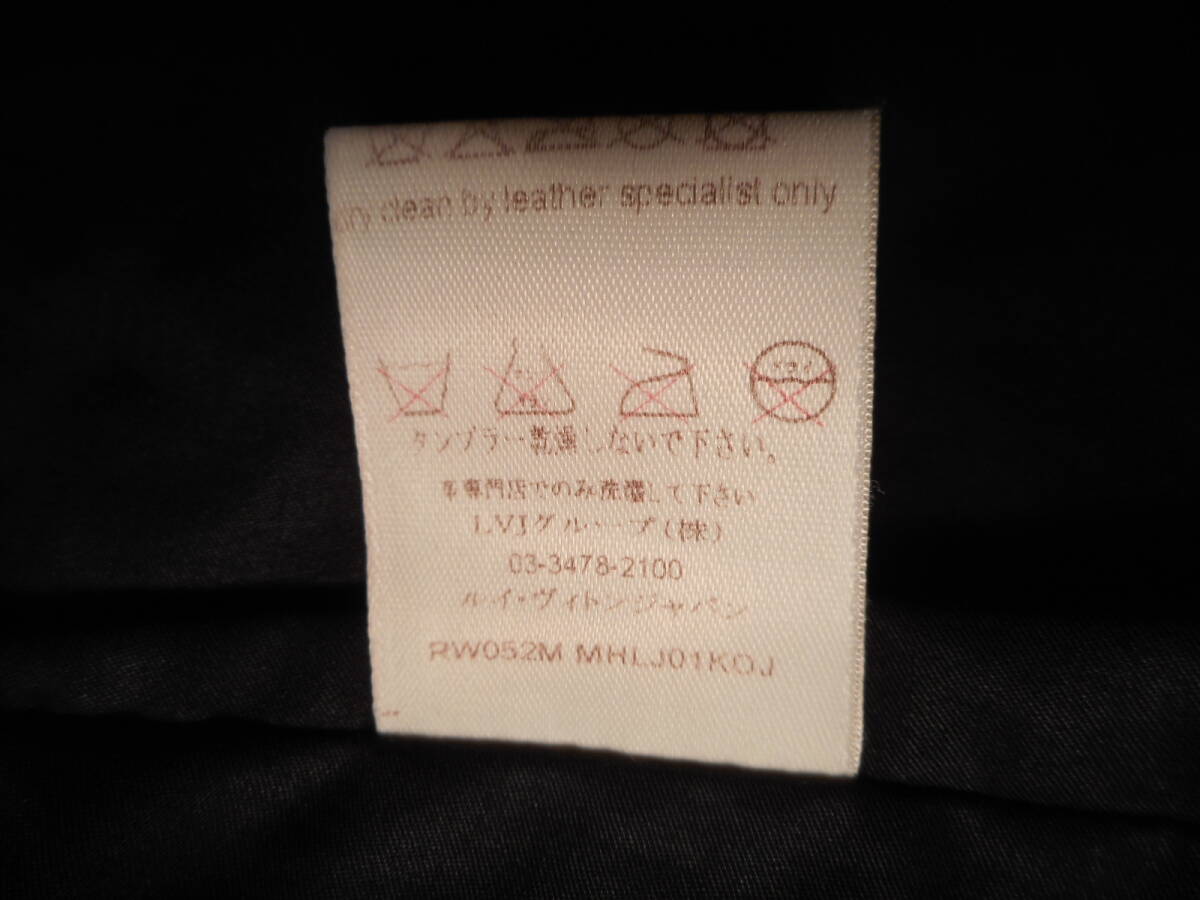 Dry clean by leather specialist only
タンブラー乾燥しないで下さい。
革専門店でのみ洗濯して下さい
LVJグループ(株)
03-3478-2100
ルイ・ヴィトンジャパン
RW052M MHLJ01KOJ